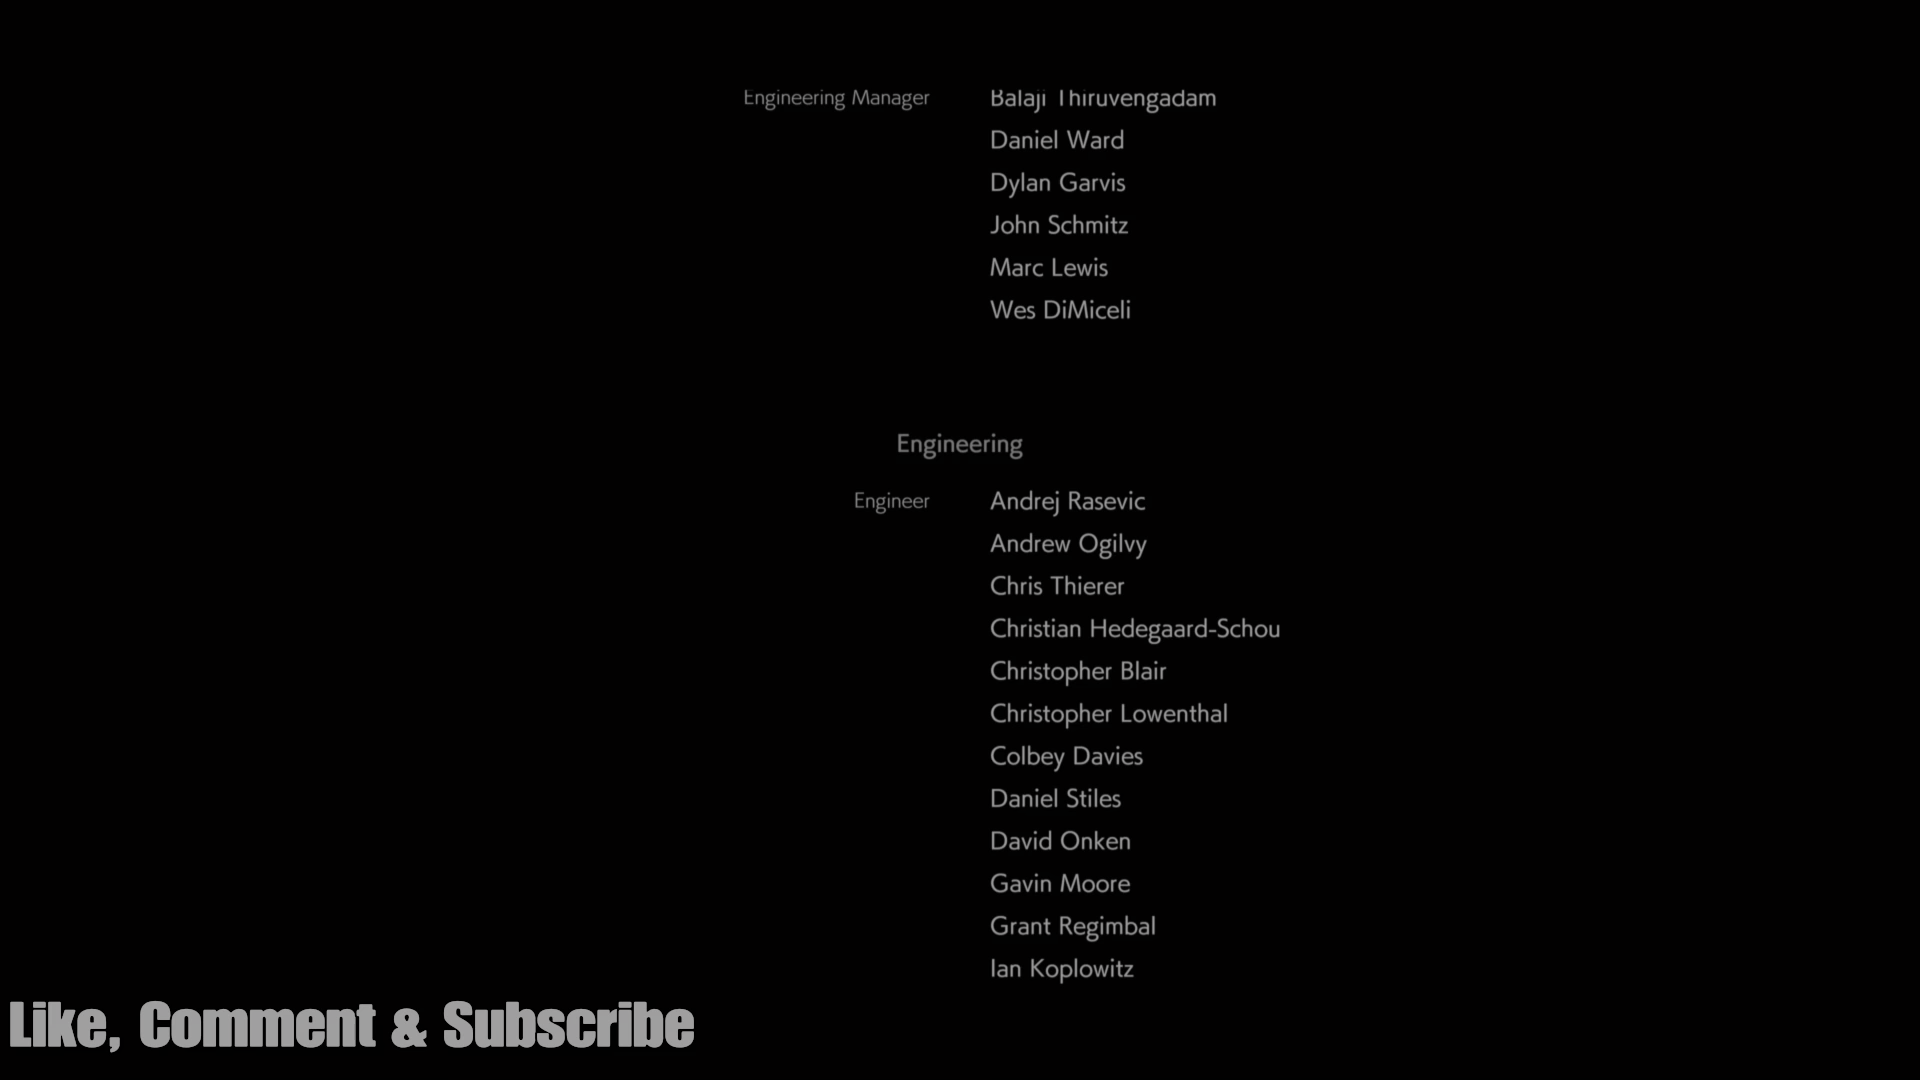 Engineering Manager Balaji Thiruvengadam
Daniel Ward
Dylan Garvis
John Schmitz
Marc Lewis
Wes DiMiceli
Engineering
Engineer Andrej Rasevic
Andrew Ogilvy
Chris Thierer
Christian Hedegaard-Schou
Christopher Blair
Christopher Lowenthal
Colbey Davies
Daniel Stiles
David Onken
Gavin Moore
Grant Regimbal
Ian Koplowitz
Like, Comment & Subscribe